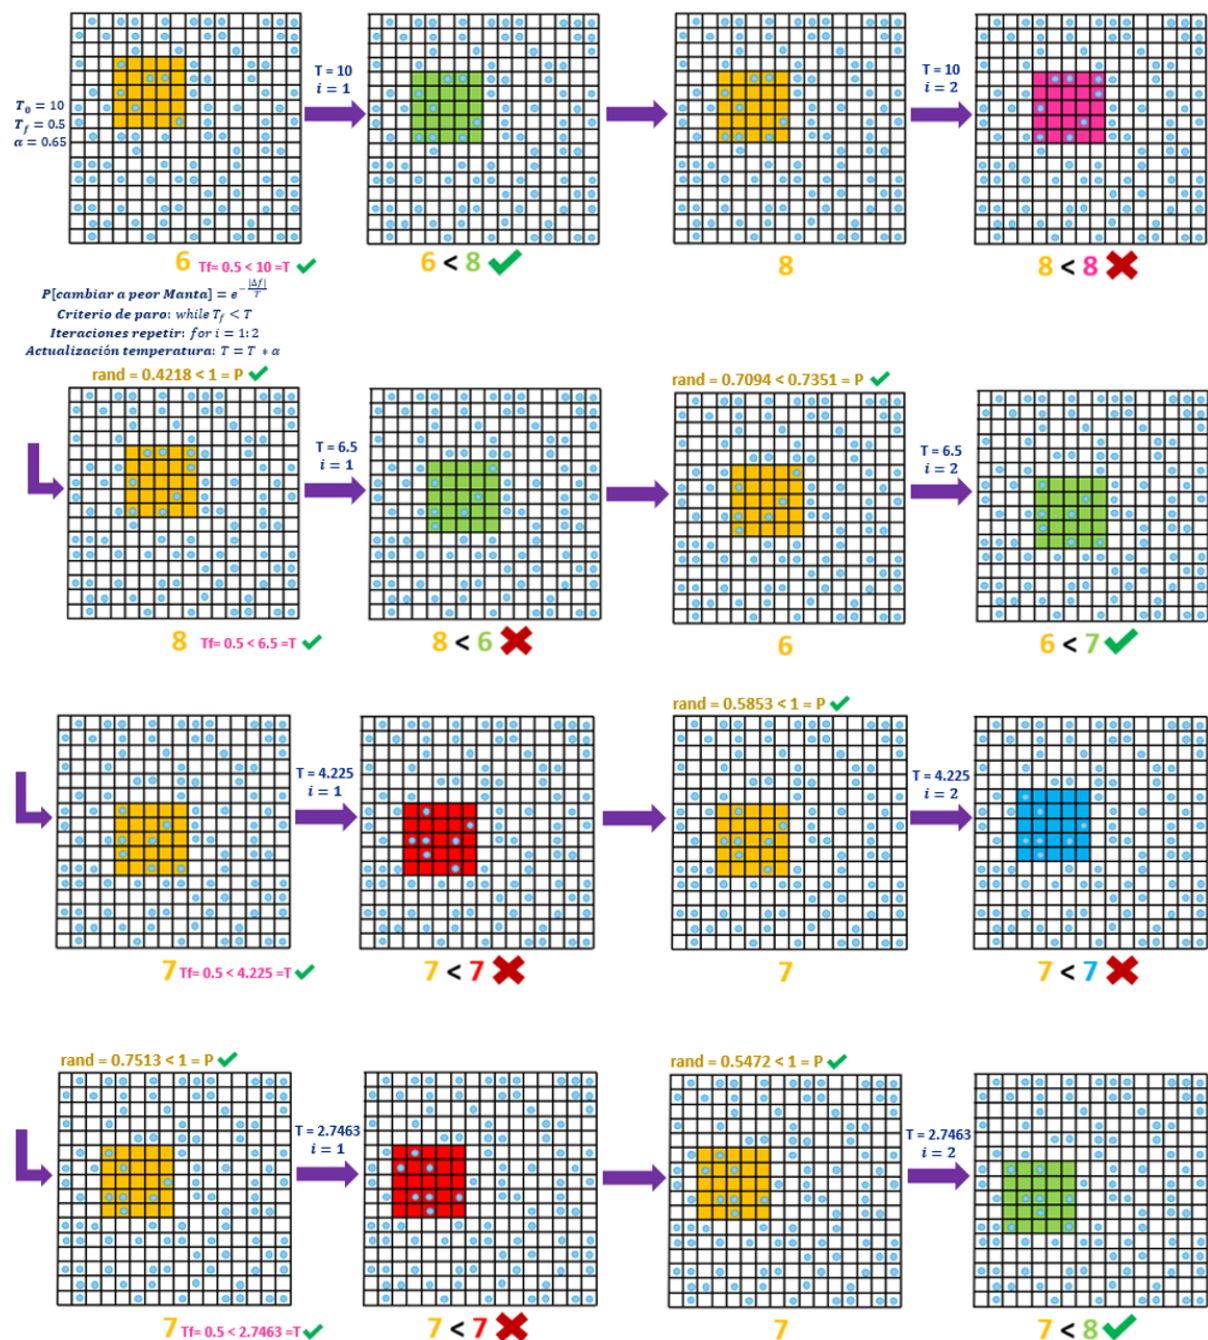 T₀ = 10
T_f = 0.5
α = 0.65
T = 10
i = 1
T = 10
i = 2
6 Tf= 0.5 < 10 =T
6 < 8
8
8 < 8
P[cambiar a peor Manta] = e^{-|Δf|/T}
Criterio de paro: while T_f < T
Iteraciones repetir: for i = 1:2
Actualización temperatura: T = T * α
rand = 0.4218 < 1 = P
rand = 0.7094 < 0.7351 = P
T = 6.5
i = 1
T = 6.5
i = 2
8 Tf= 0.5 < 6.5 =T
8 < 6
6
6 < 7
rand = 0.5853 < 1 = P
T = 4.225
i = 1
T = 4.225
i = 2
7 Tf= 0.5 < 4.225 =T
7 < 7
7
7 < 7
rand = 0.7513 < 1 = P
rand = 0.5472 < 1 = P
T = 2.7463
i = 1
T = 2.7463
i = 2
7 Tf= 0.5 < 2.7463 =T
7 < 7
7
7 < 8